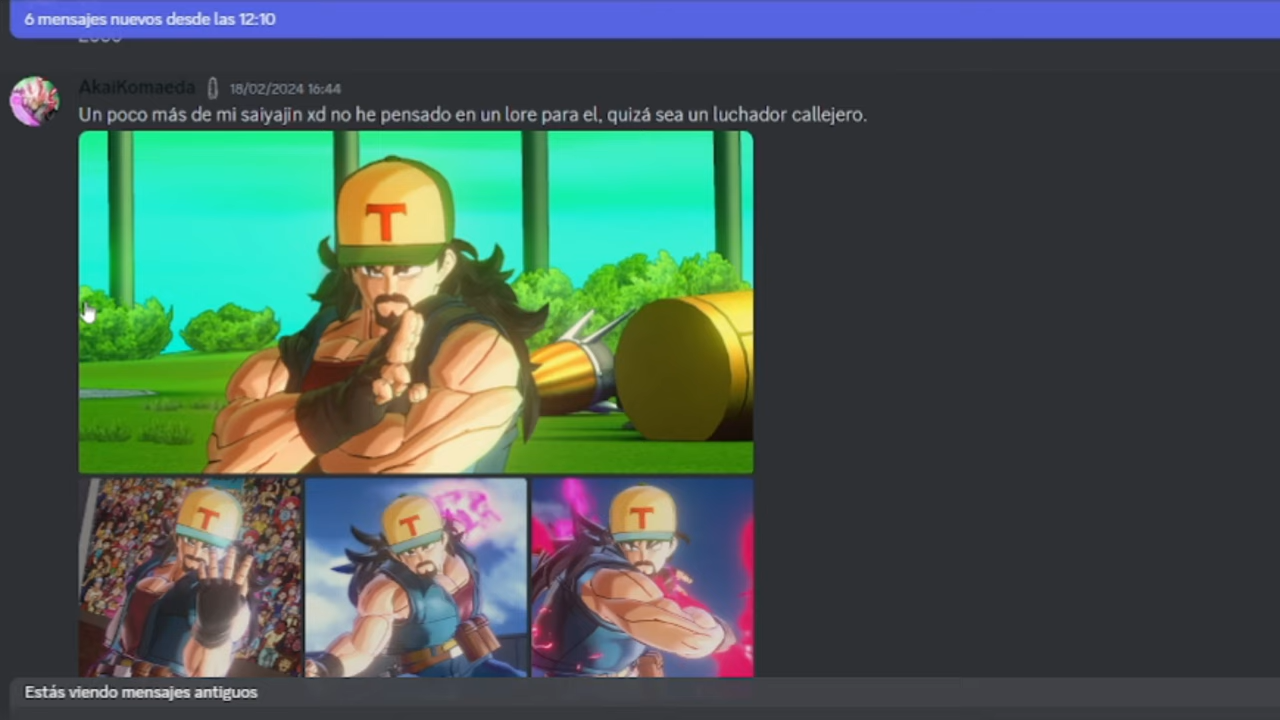 6 mensajes nuevos desde las 12:10
AkaiKomaeda 18/02/2024 16:44
Un poco más de mi saiyajin xd no he pensado en un lore para el, quizá sea un luchador callejero.
T
T
T
T
Estás viendo mensajes antiguos